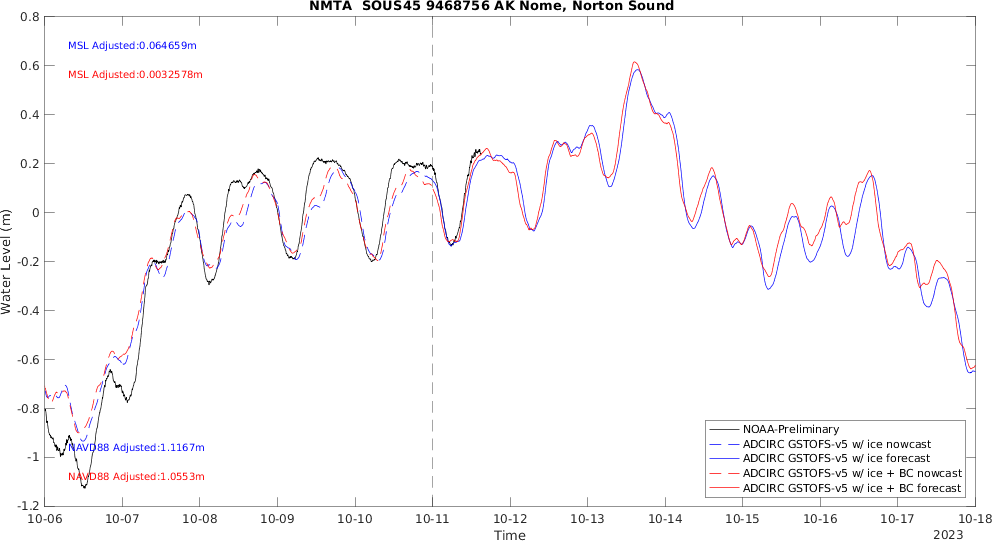 NMTA SOUS45 9468756 AK Nome, Norton Sound
MSL Adjusted:0.064659m
MSL Adjusted:0.0032578m
NAVD88 Adjusted:1.1167m
NAVD88 Adjusted:1.0553m
Water Level (m)
0.8
0.6
0.4
0.2
0
-0.2
-0.4
-0.6
-0.8
-1
-1.2
NOAA-Preliminary
ADCIRC GSTOFS-v5 w/ ice nowcast
ADCIRC GSTOFS-v5 w/ ice forecast
ADCIRC GSTOFS-v5 w/ ice + BC nowcast
ADCIRC GSTOFS-v5 w/ ice + BC forecast
10-06 10-07 10-08 10-09 10-10 10-11 10-12 10-13 10-14 10-15 10-16 10-17 10-18
Time
2023